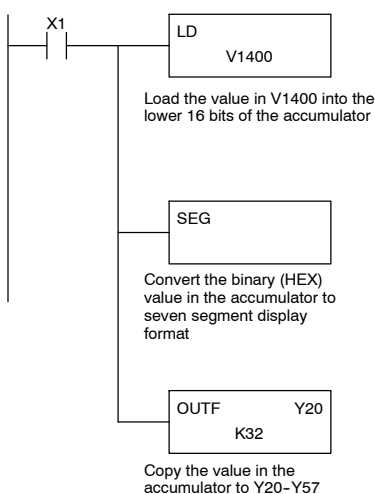 X1
LD
V1400
Load the value in V1400 into the
lower 16 bits of the accumulator
SEG
Convert the binary (HEX)
value in the accumulator to
seven segment display
format
OUTF Y20
K32
Copy the value in the
accumulator to Y20-Y57